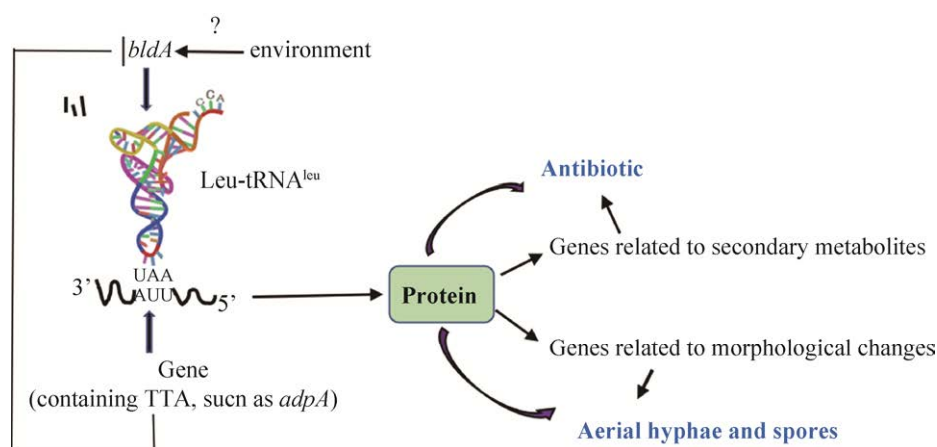 ?
bldA
environment
C C A
Leu-tRNAleu
Antibiotic
Genes related to secondary metabolites
UAA
3’ AUU 5’
Protein
Genes related to morphological changes
Gene
(containing TTA, sucn as adpA)
Aerial hyphae and spores